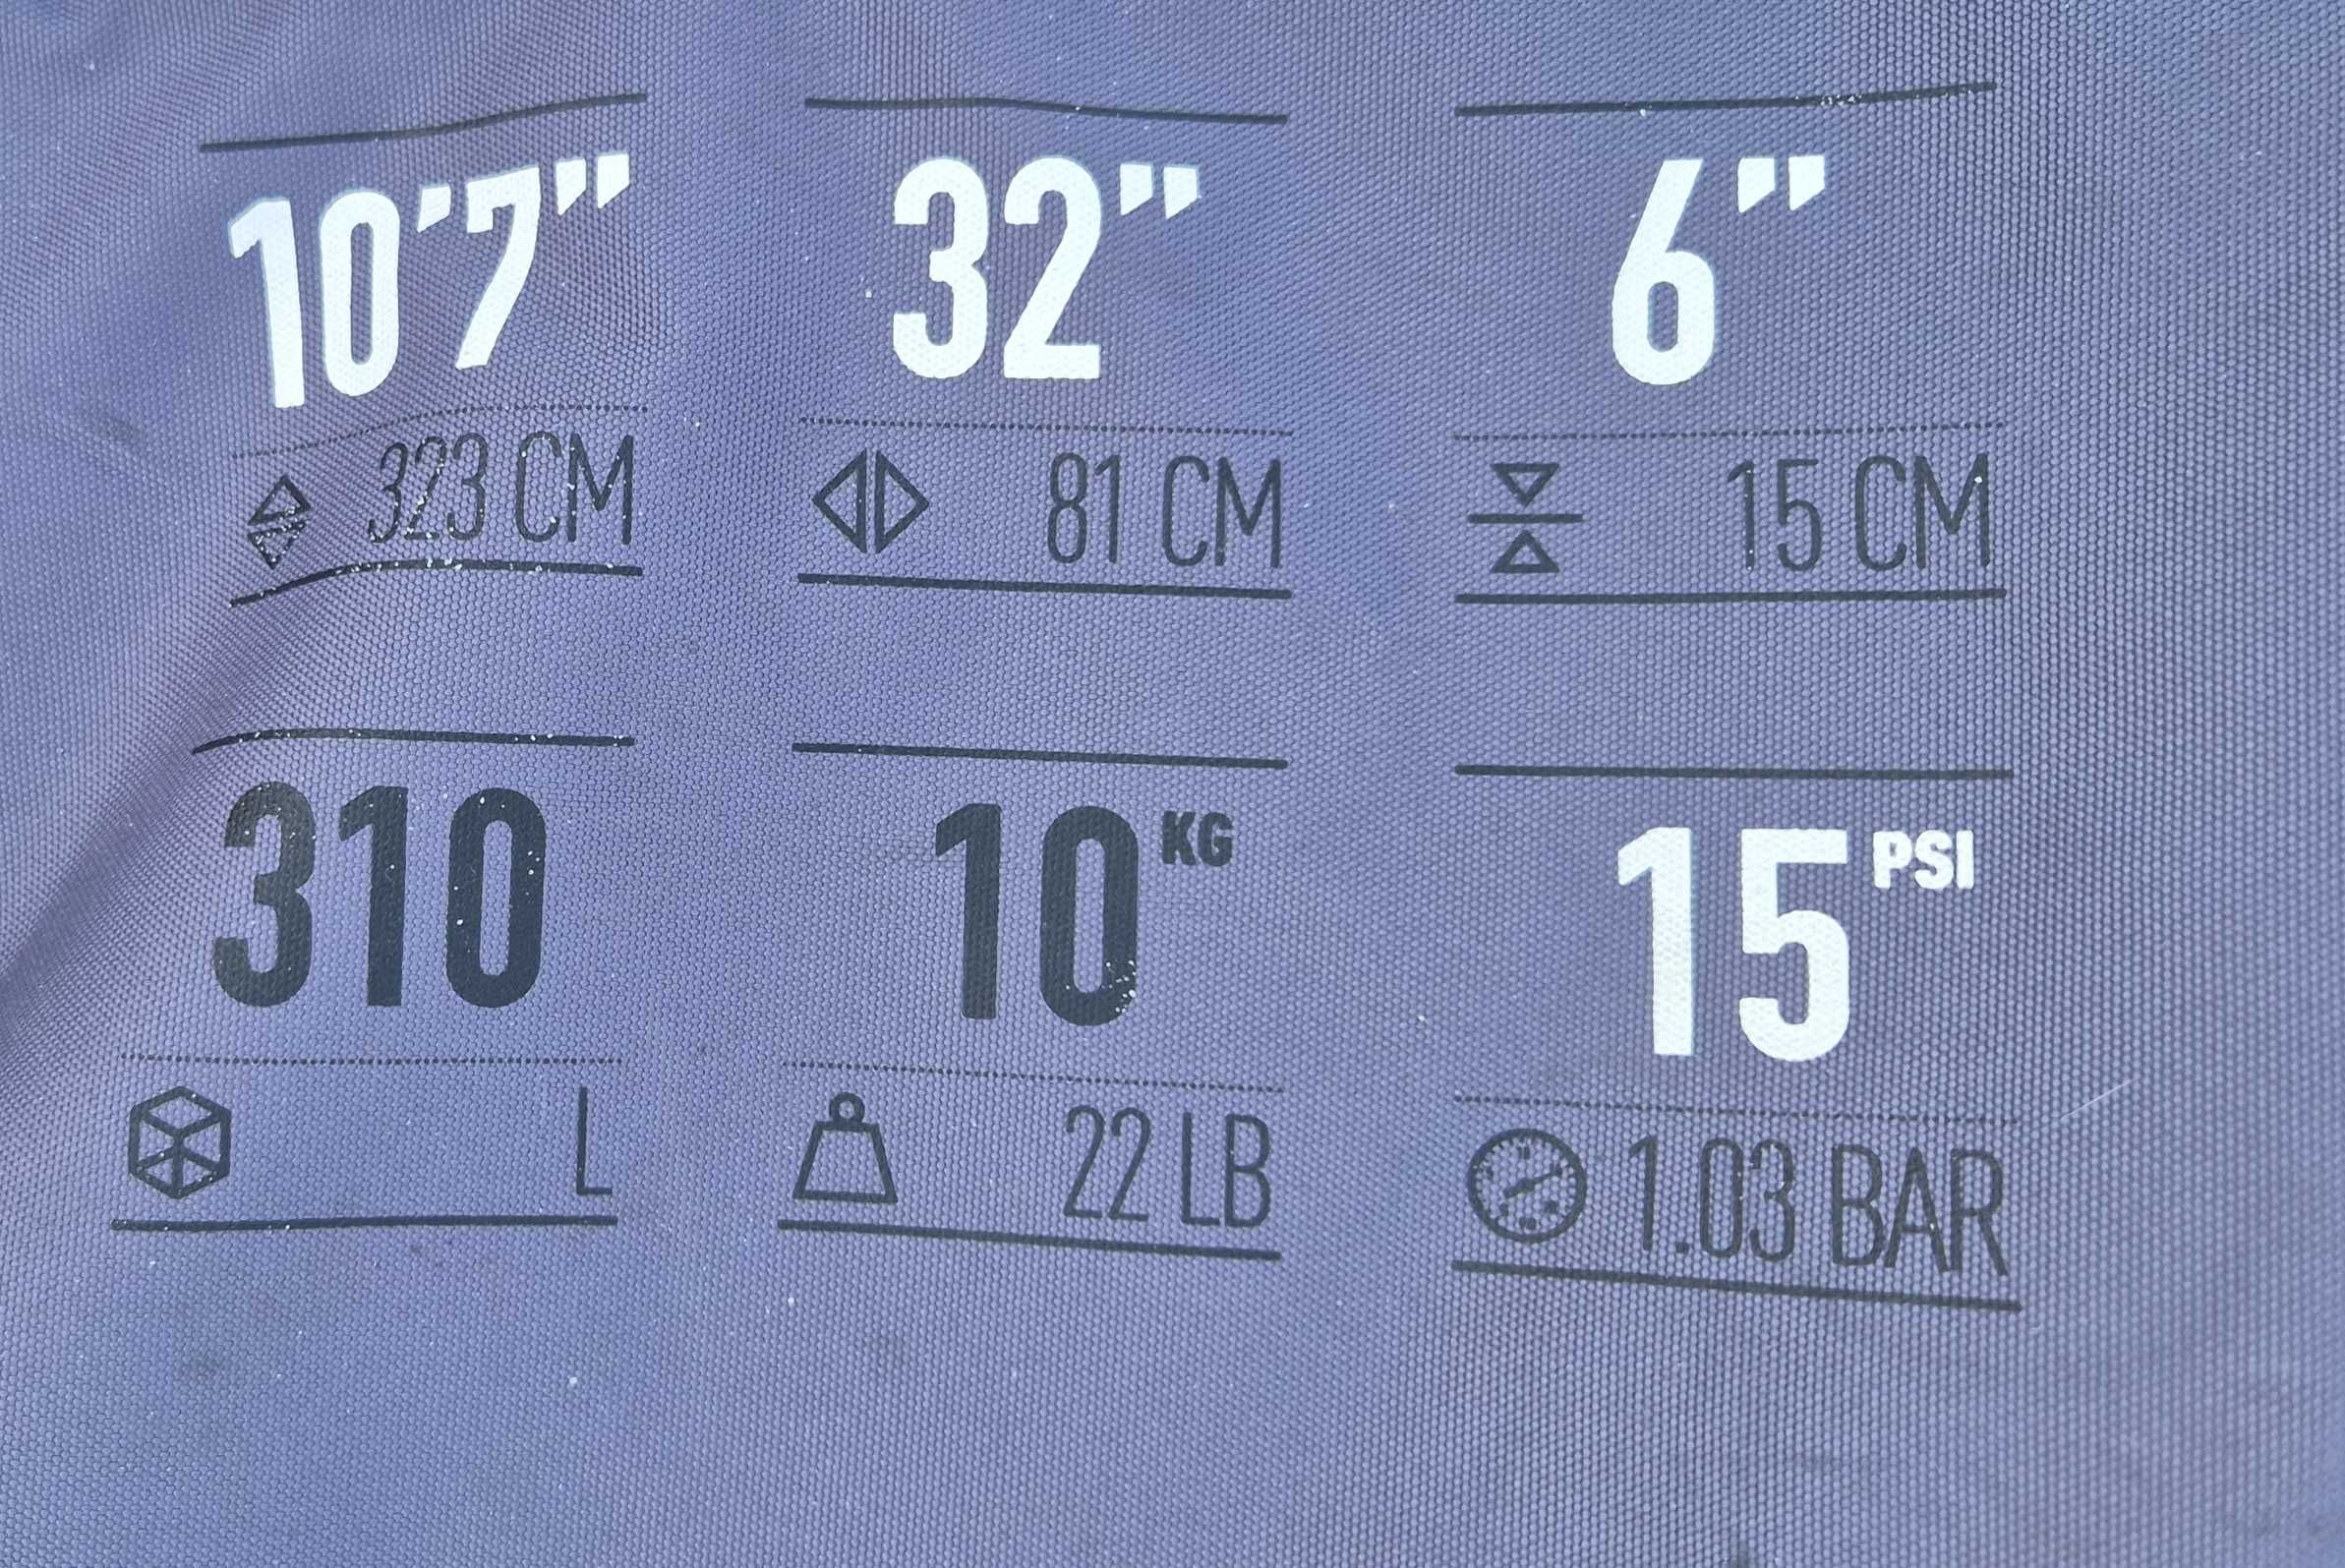 10'7" 32" 6"
323 CM 81 CM 15 CM
310 10 KG 15 PSI
L 22 LB 1.03 BAR